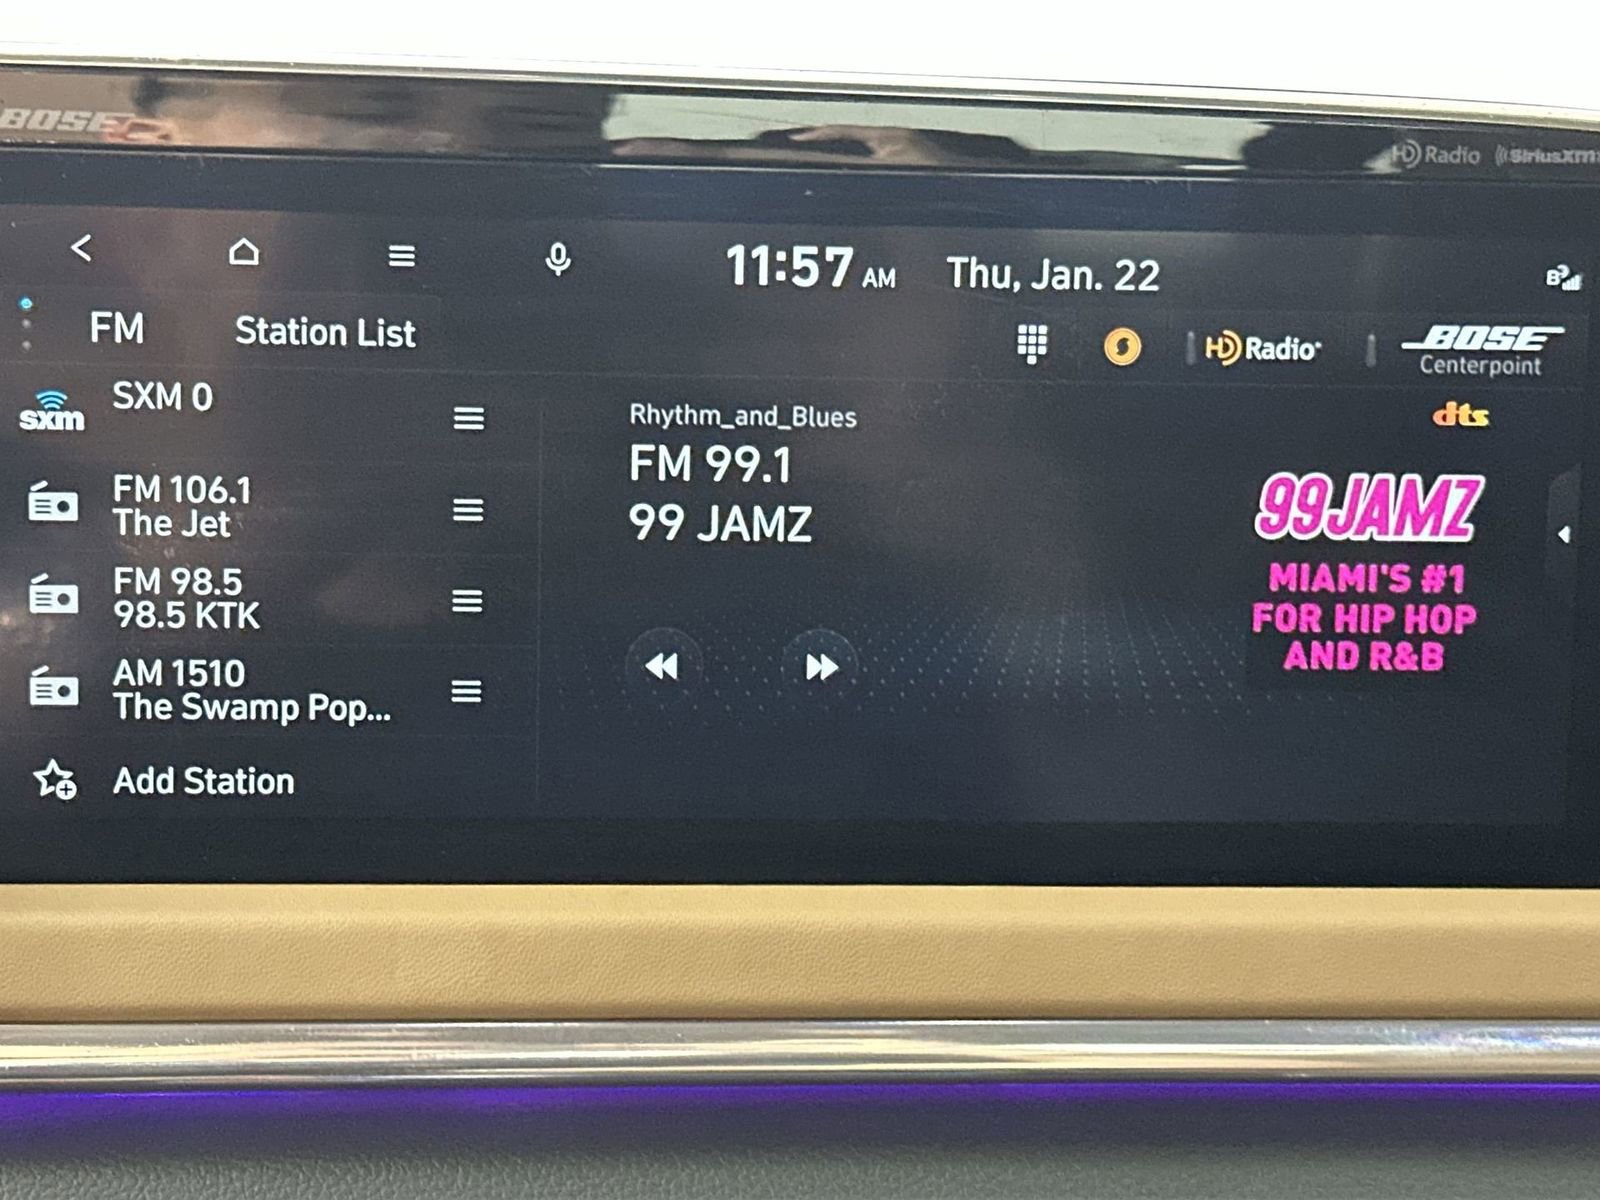 BOSE
HD Radio ((SiriusXM))
11:57 AM Thu, Jan. 22
FM Station List
HD Radio
BOSE
Centerpoint
dts
sxm
SXM 0
FM 106.1
The Jet
FM 98.5
98.5 KTK
AM 1510
The Swamp Pop...
Add Station
Rhythm_and_Blues
FM 99.1
99 JAMZ
99JAMZ
MIAMI'S #1
FOR HIP HOP
AND R&B